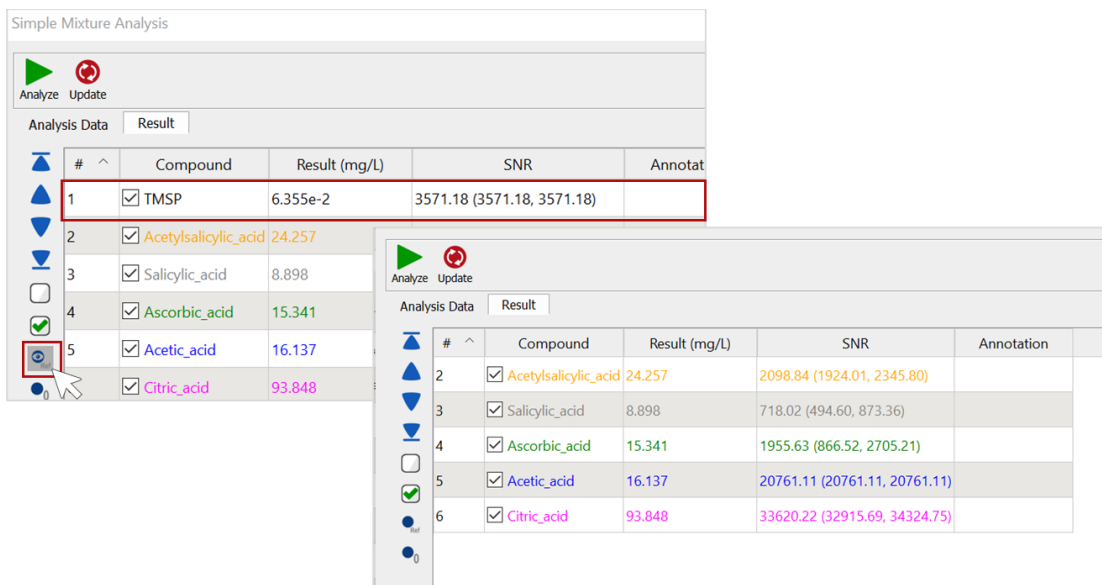 Simple Mixture Analysis
Analyze Update
Analysis Data Result
# Compound Result (mg/L) SNR Annotat
1 TMSP 6.355e-2 3571.18 (3571.18, 3571.18)
2 Acetylsalicylic_acid 24.257
3 Salicylic_acid 8.898
4 Ascorbic_acid 15.341
5 Acetic_acid 16.137
Citric_acid 93.848
Ref
0
Analyze Update
Analysis Data Result
# Compound Result (mg/L) SNR Annotation
2 Acetylsalicylic_acid 24.257 2098.84 (1924.01, 2345.80)
3 Salicylic_acid 8.898 718.02 (494.60, 873.36)
4 Ascorbic_acid 15.341 1955.63 (866.52, 2705.21)
5 Acetic_acid 16.137 20761.11 (20761.11, 20761.11)
6 Citric_acid 93.848 33620.22 (32915.69, 34324.75)
Ref
0